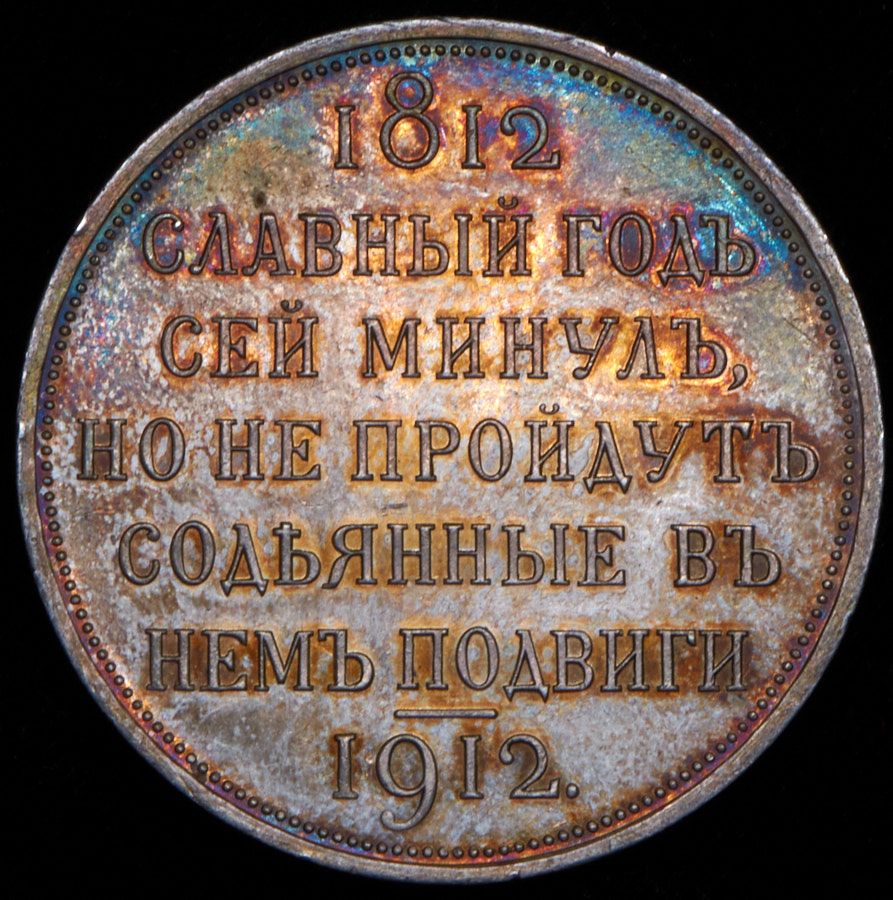 1812
СЛАВНЫЙ ГОДЪ
СЕЙ МИНУЛЪ,
НО НЕ ПРОЙДУТЪ
СОДѢЯННЫЕ ВЪ
НЕМЪ ПОДВИГИ
1912.